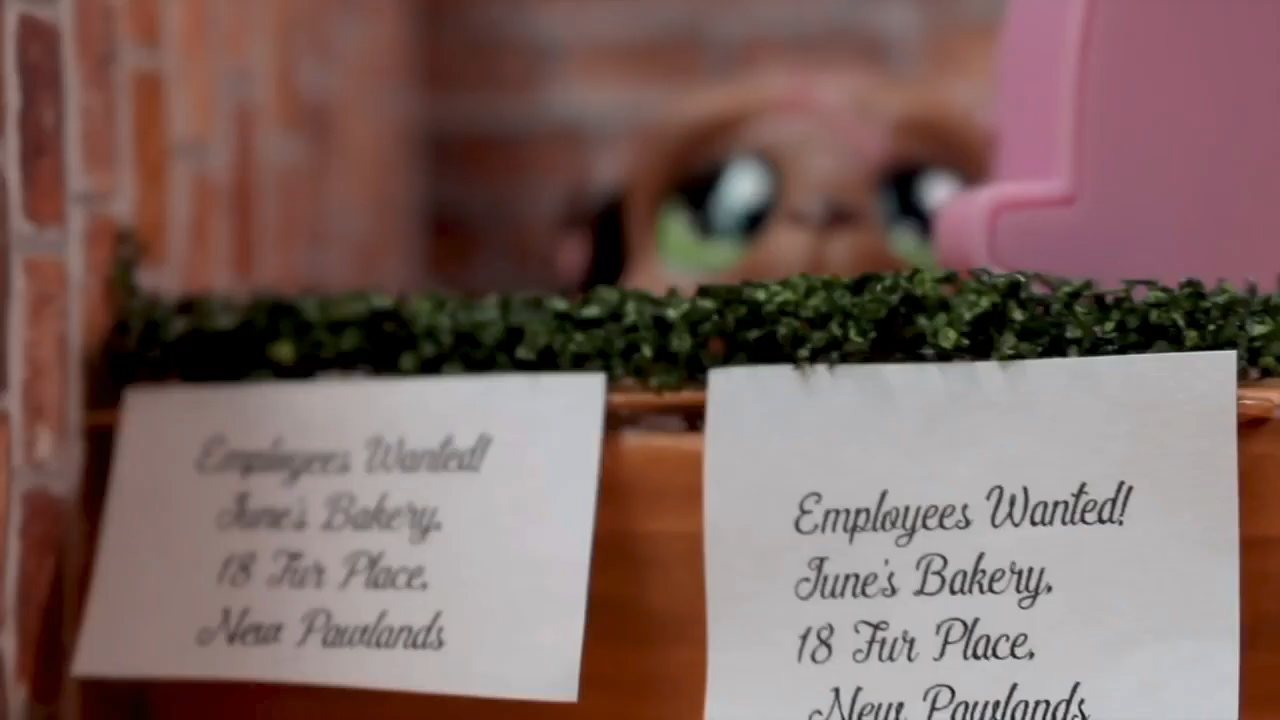 Employees Wanted!
June's Bakery,
18 Fur Place,
New Pawlands
Employees Wanted!
June's Bakery,
18 Fur Place,
New Pawlands